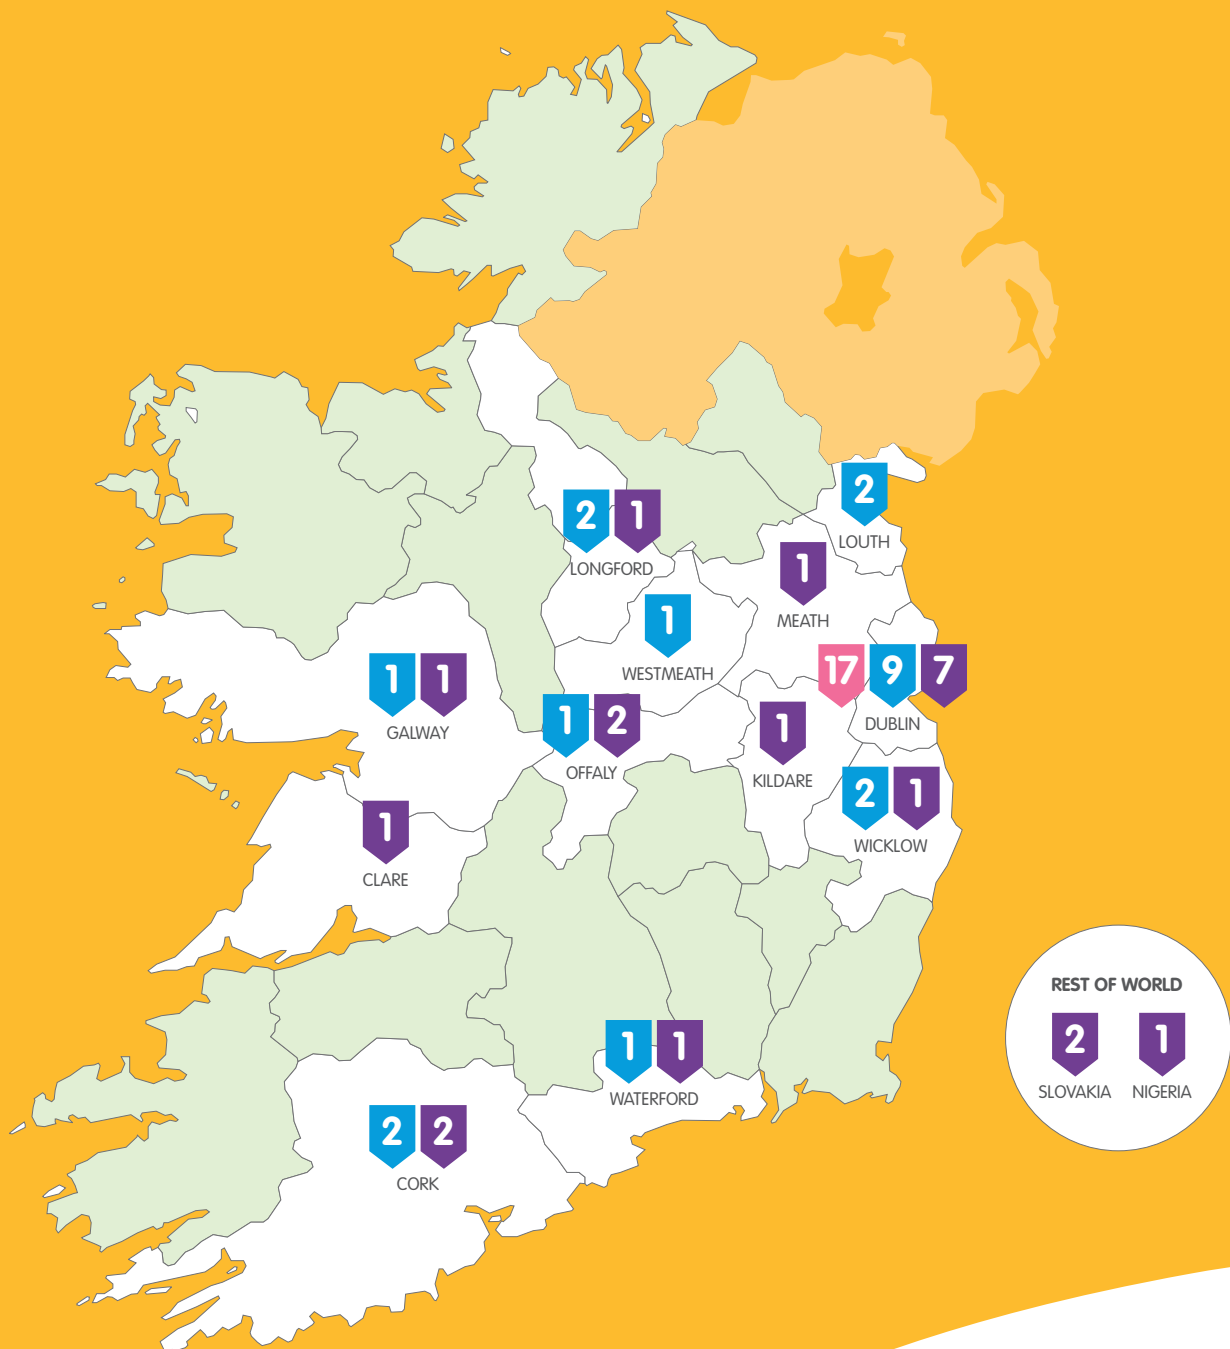 2
LOUTH
2 1
LONGFORD
1
MEATH
1
WESTMEATH
17 9 7
DUBLIN
1 1
GALWAY
1 2
OFFALY
1
KILDARE
2 1
WICKLOW
1
CLARE
REST OF WORLD
2 1
SLOVAKIA NIGERIA
1 1
WATERFORD
2 2
CORK